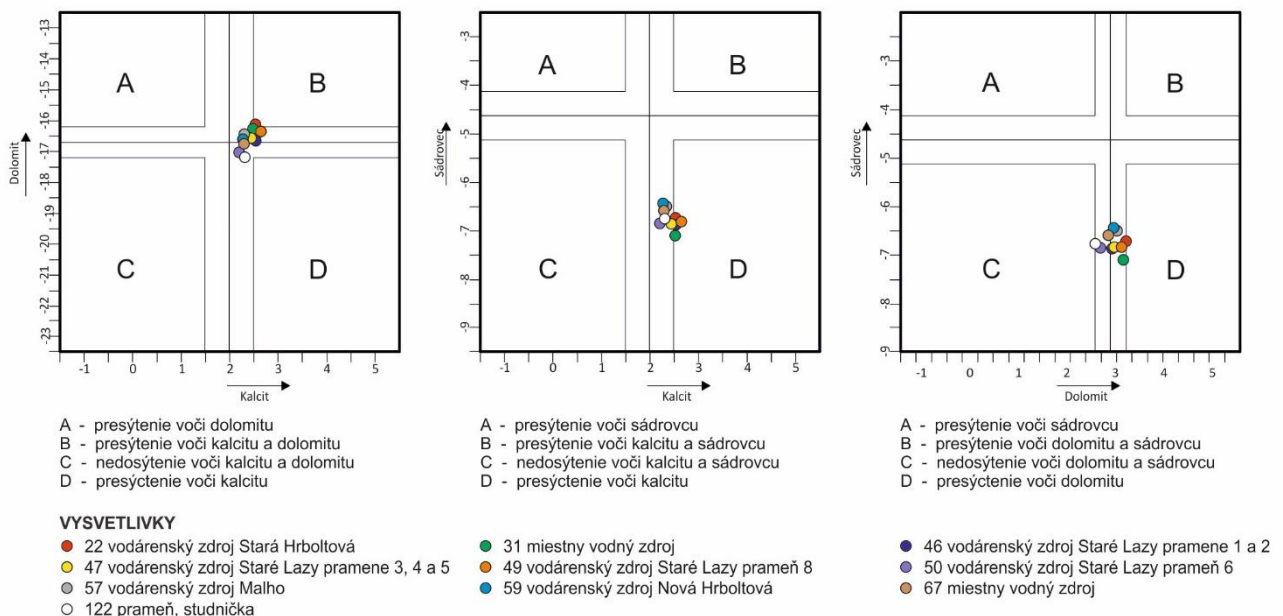 -13
-14
-15
-16
-17
-18
-19
-20
-21
-22
-23
Dolomit
A
B
C
D
-1 0 1 2 3 4 5
Kalcit
-3
-4
-5
-6
-7
-8
-9
Sádrovec
A
B
C
D
-1 0 1 2 3 4 5
Kalcit
-3
-4
-5
-6
-7
-8
-9
Sádrovec
A
B
C
D
-1 0 1 2 3 4 5
Dolomit
A - presýtenie voči dolomitu
B - presýtenie voči kalcitu a dolomitu
C - nedosýtenie voči kalcitu a dolomitu
D - presýctenie voči kalcitu
A - presýtenie voči sádrovcu
B - presýtenie voči kalcitu a sádrovcu
C - nedosýtenie voči kalcitu a sádrovcu
D - presýctenie voči kalcitu
A - presýtenie voči sádrovcu
B - presýtenie voči dolomitu a sádrovcu
C - nedosýtenie voči dolomitu a sádrovcu
D - presýctenie voči dolomitu
VYSVETLIVKY
22 vodárenský zdroj Stará Hrboltová
47 vodárenský zdroj Staré Lazy pramene 3, 4 a 5
57 vodárenský zdroj Malho
122 prameň, studnička
31 miestny vodný zdroj
49 vodárenský zdroj Staré Lazy prameň 8
59 vodárenský zdroj Nová Hrboltová
46 vodárenský zdroj Staré Lazy pramene 1 a 2
50 vodárenský zdroj Staré Lazy prameň 6
67 miestny vodný zdroj